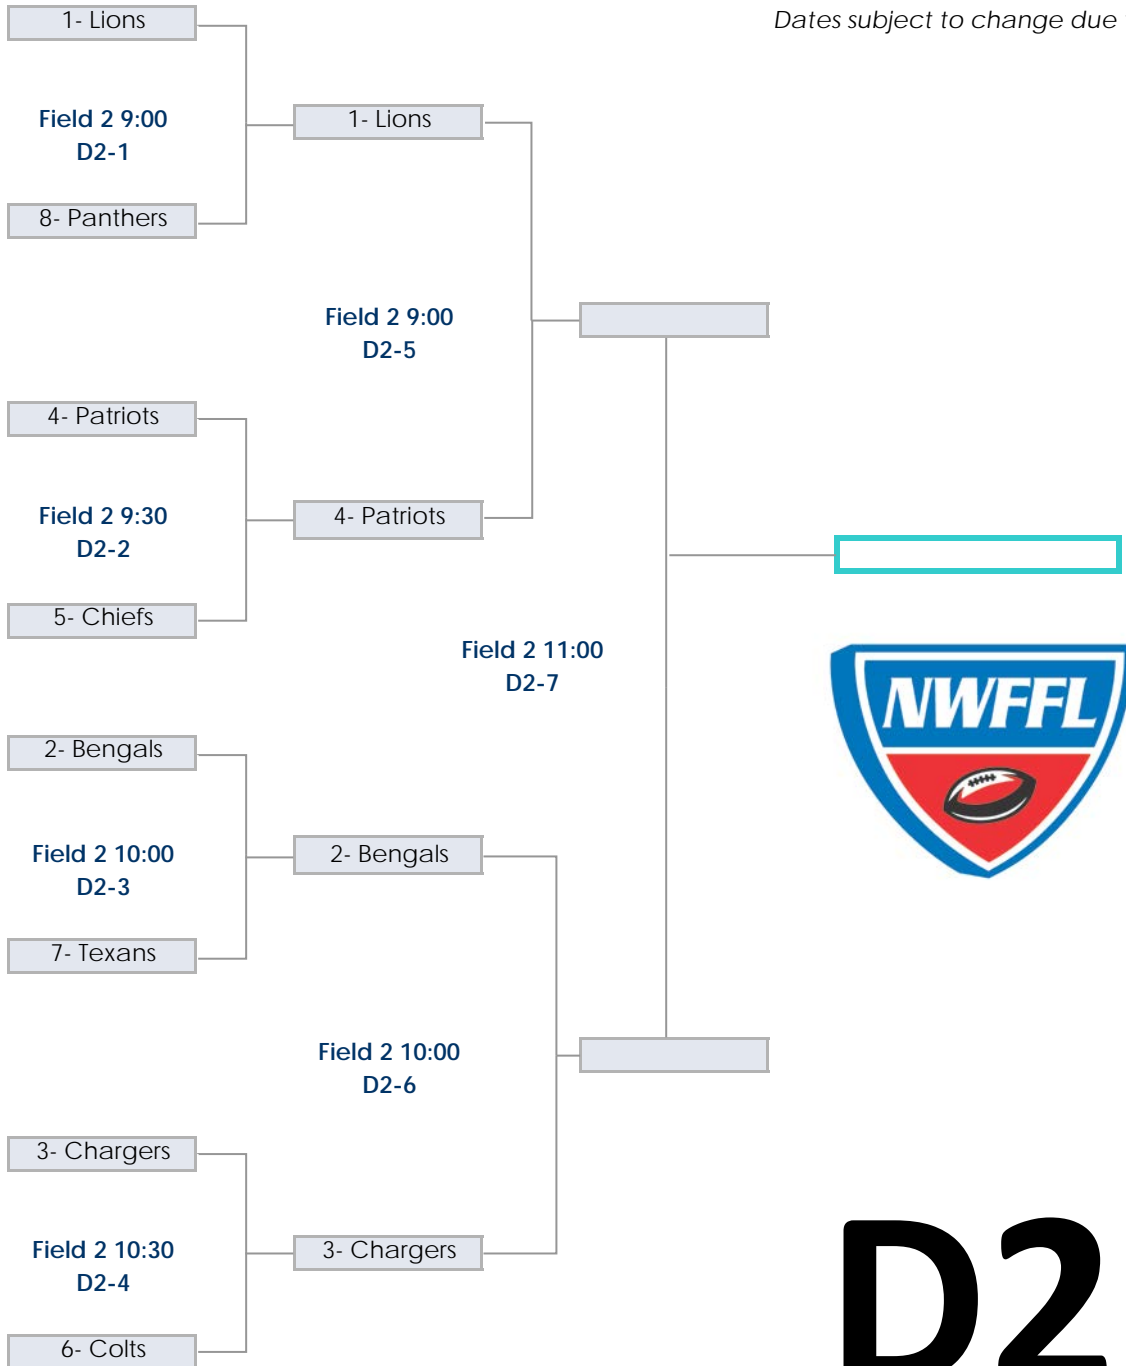 1- Lions
Dates subject to change due
Field 2 9:00
D2-1
1- Lions
8- Panthers
Field 2 9:00
D2-5
4- Patriots
Field 2 9:30
D2-2
4- Patriots
5- Chiefs
Field 2 11:00
D2-7
NWFFL
2- Bengals
Field 2 10:00
D2-3
2- Bengals
7- Texans
Field 2 10:00
D2-6
3- Chargers
Field 2 10:30
D2-4
3- Chargers
D2
6- Colts